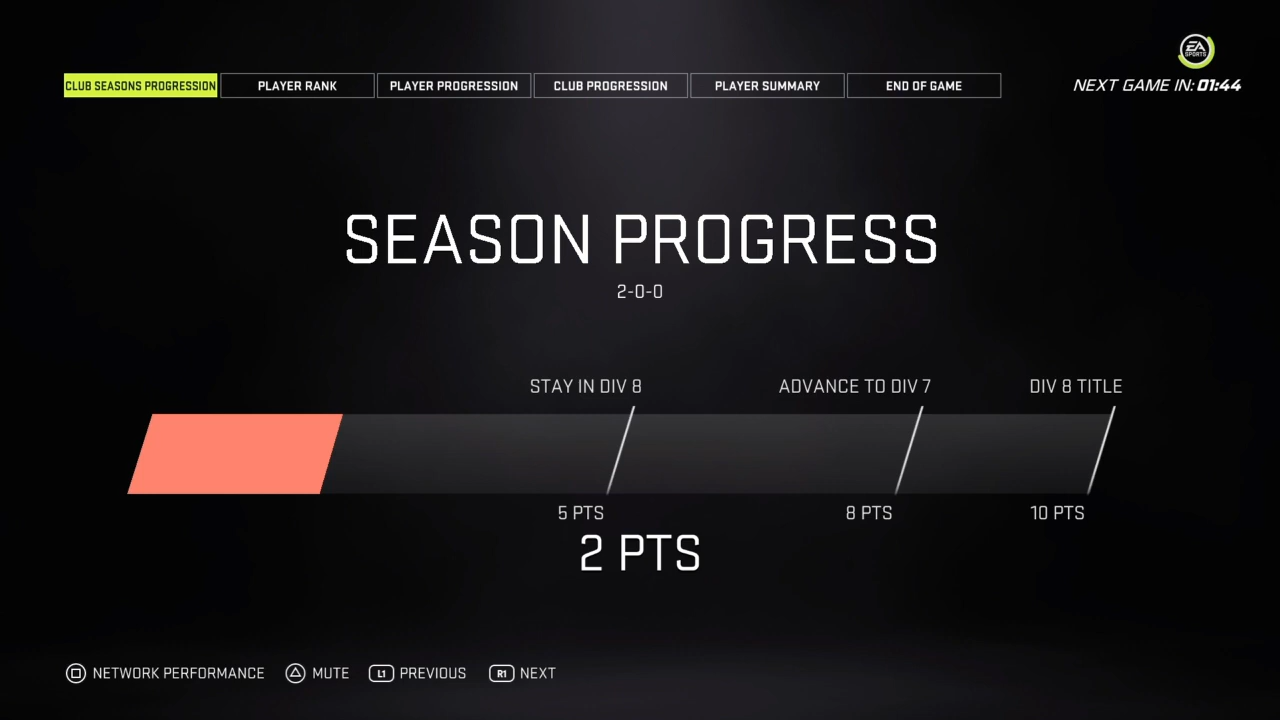 EA
SPORTS
CLUB SEASONS PROGRESSION
PLAYER RANK
PLAYER PROGRESSION
CLUB PROGRESSION
PLAYER SUMMARY
END OF GAME
NEXT GAME IN: 01:44
SEASON PROGRESS
2-0-0
STAY IN DIV 8
ADVANCE TO DIV 7
DIV 8 TITLE
5 PTS
8 PTS
10 PTS
2 PTS
NETWORK PERFORMANCE
MUTE
L1 PREVIOUS
R1 NEXT